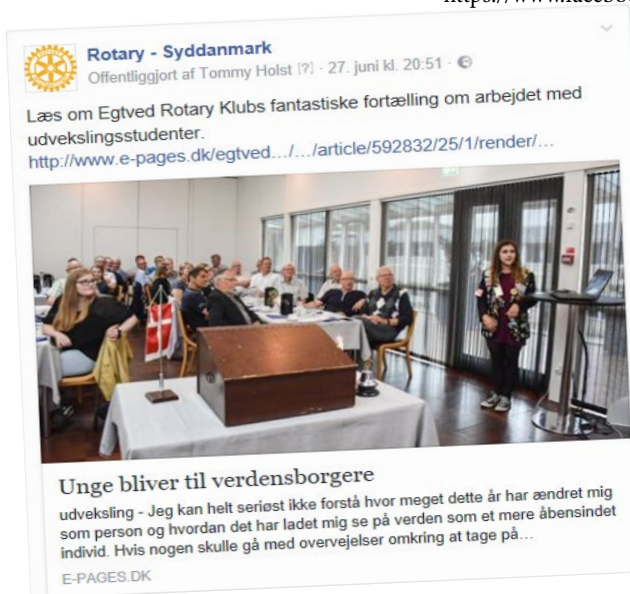 Rotary - Syddanmark
Offentliggjort af Tommy Holst [?] · 27. juni kl. 20:51 ·
Læs om Egtved Rotary Klubs fantastiske fortælling om arbejdet med
udvekslingsstudenter.
http://www.e-pages.dk/egtved.../.../article/592832/25/1/render/...
Unge bliver til verdensborgere
udveksling - Jeg kan helt seriøst ikke forstå hvor meget dette år har ændret mig
som person og hvordan det har ladet mig se på verden som et mere åbensindet
individ. Hvis nogen skulle gå med overvejelser omkring at tage på...
E-PAGES.DK